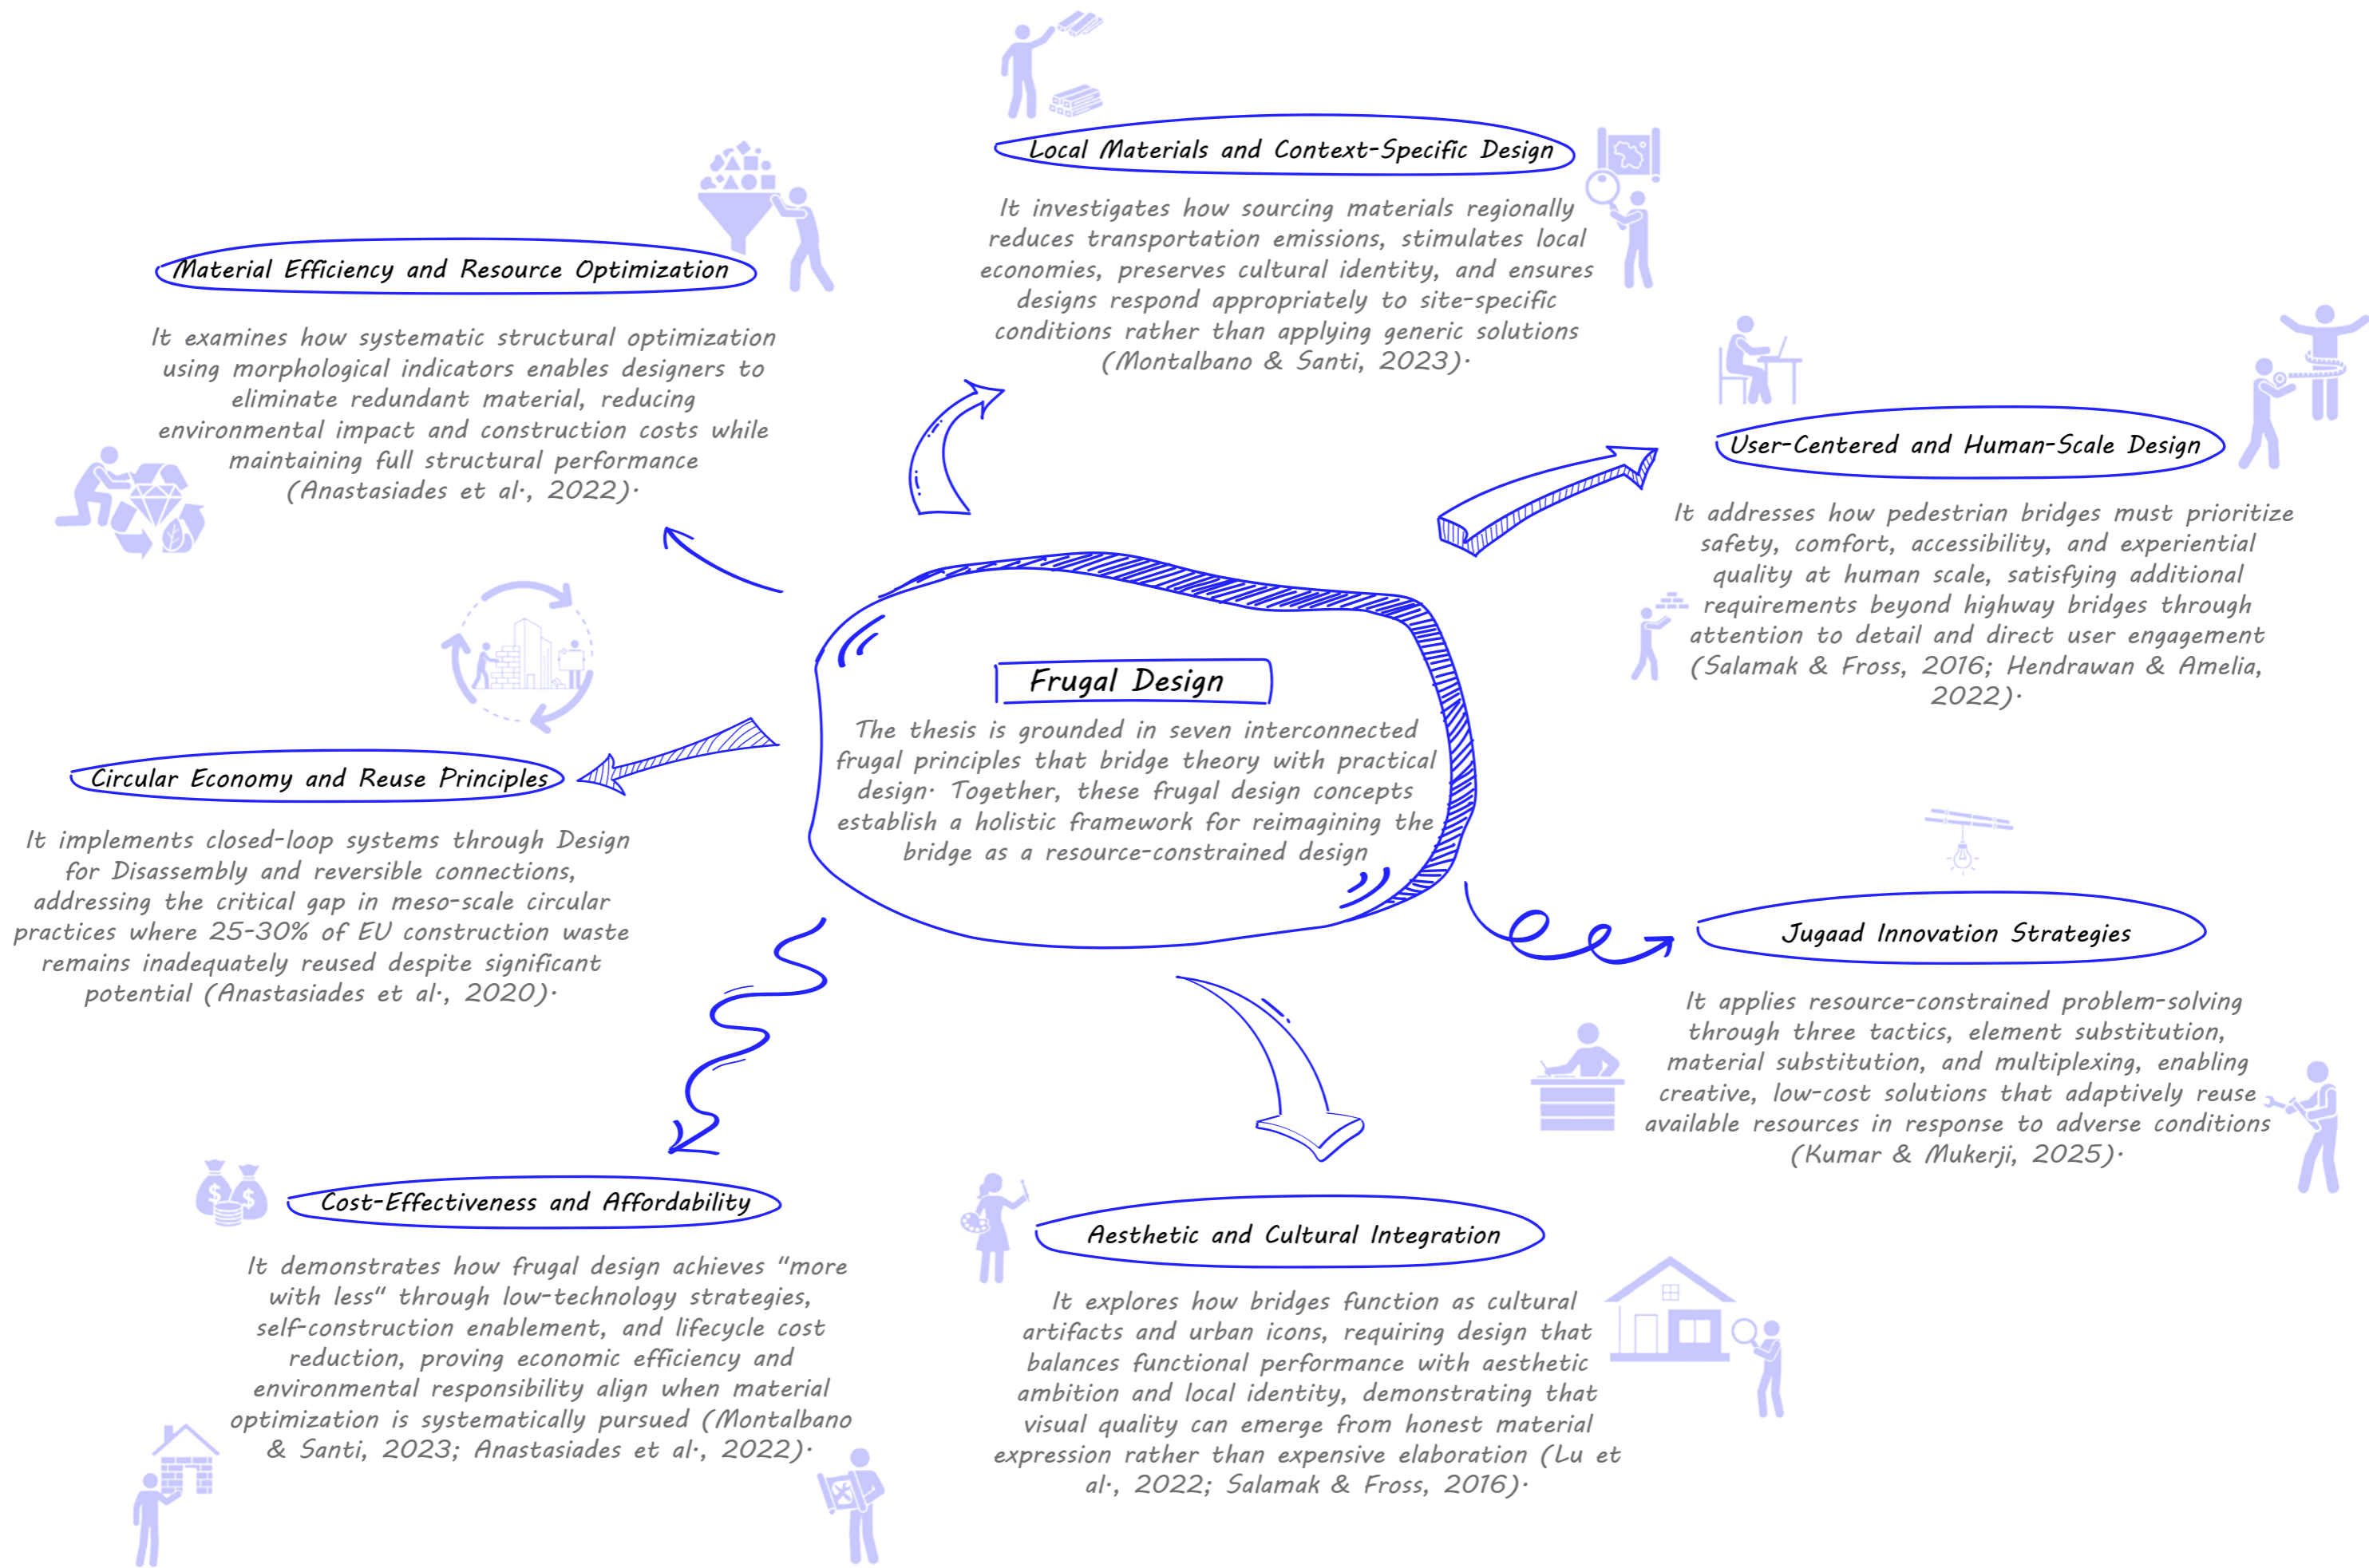 Local Materials and Context-Specific Design
It investigates how sourcing materials regionally
reduces transportation emissions, stimulates local
economies, preserves cultural identity, and ensures
designs respond appropriately to site-specific
conditions rather than applying generic solutions
(Montalbano & Santi, 2023).
Material Efficiency and Resource Optimization
It examines how systematic structural optimization
using morphological indicators enables designers to
eliminate redundant material, reducing
environmental impact and construction costs while
maintaining full structural performance
(Anastasiades et al., 2022).
User-Centered and Human-Scale Design
It addresses how pedestrian bridges must prioritize
safety, comfort, accessibility, and experiential
quality at human scale, satisfying additional
requirements beyond highway bridges through
attention to detail and direct user engagement
(Salamak & Fross, 2016; Hendrawan & Amelia,
2022).
Frugal Design
The thesis is grounded in seven interconnected
frugal principles that bridge theory with practical
design. Together, these frugal design concepts
establish a holistic framework for reimagining the
bridge as a resource-constrained design
Circular Economy and Reuse Principles
It implements closed-loop systems through Design
for Disassembly and reversible connections,
addressing the critical gap in meso-scale circular
practices where 25-30% of EU construction waste
remains inadequately reused despite significant
potential (Anastasiades et al., 2020).
Jugaad Innovation Strategies
It applies resource-constrained problem-solving
through three tactics, element substitution,
material substitution, and multiplexing, enabling
creative, low-cost solutions that adaptively reuse
available resources in response to adverse conditions
(Kumar & Mukerji, 2025).
Cost-Effectiveness and Affordability
It demonstrates how frugal design achieves "more
with less" through low-technology strategies,
self-construction enablement, and lifecycle cost
reduction, proving economic efficiency and
environmental responsibility align when material
optimization is systematically pursued (Montalbano
& Santi, 2023; Anastasiades et al., 2022).
Aesthetic and Cultural Integration
It explores how bridges function as cultural
artifacts and urban icons, requiring design that
balances functional performance with aesthetic
ambition and local identity, demonstrating that
visual quality can emerge from honest material
expression rather than expensive elaboration (Lu et
al., 2022; Salamak & Fross, 2016).